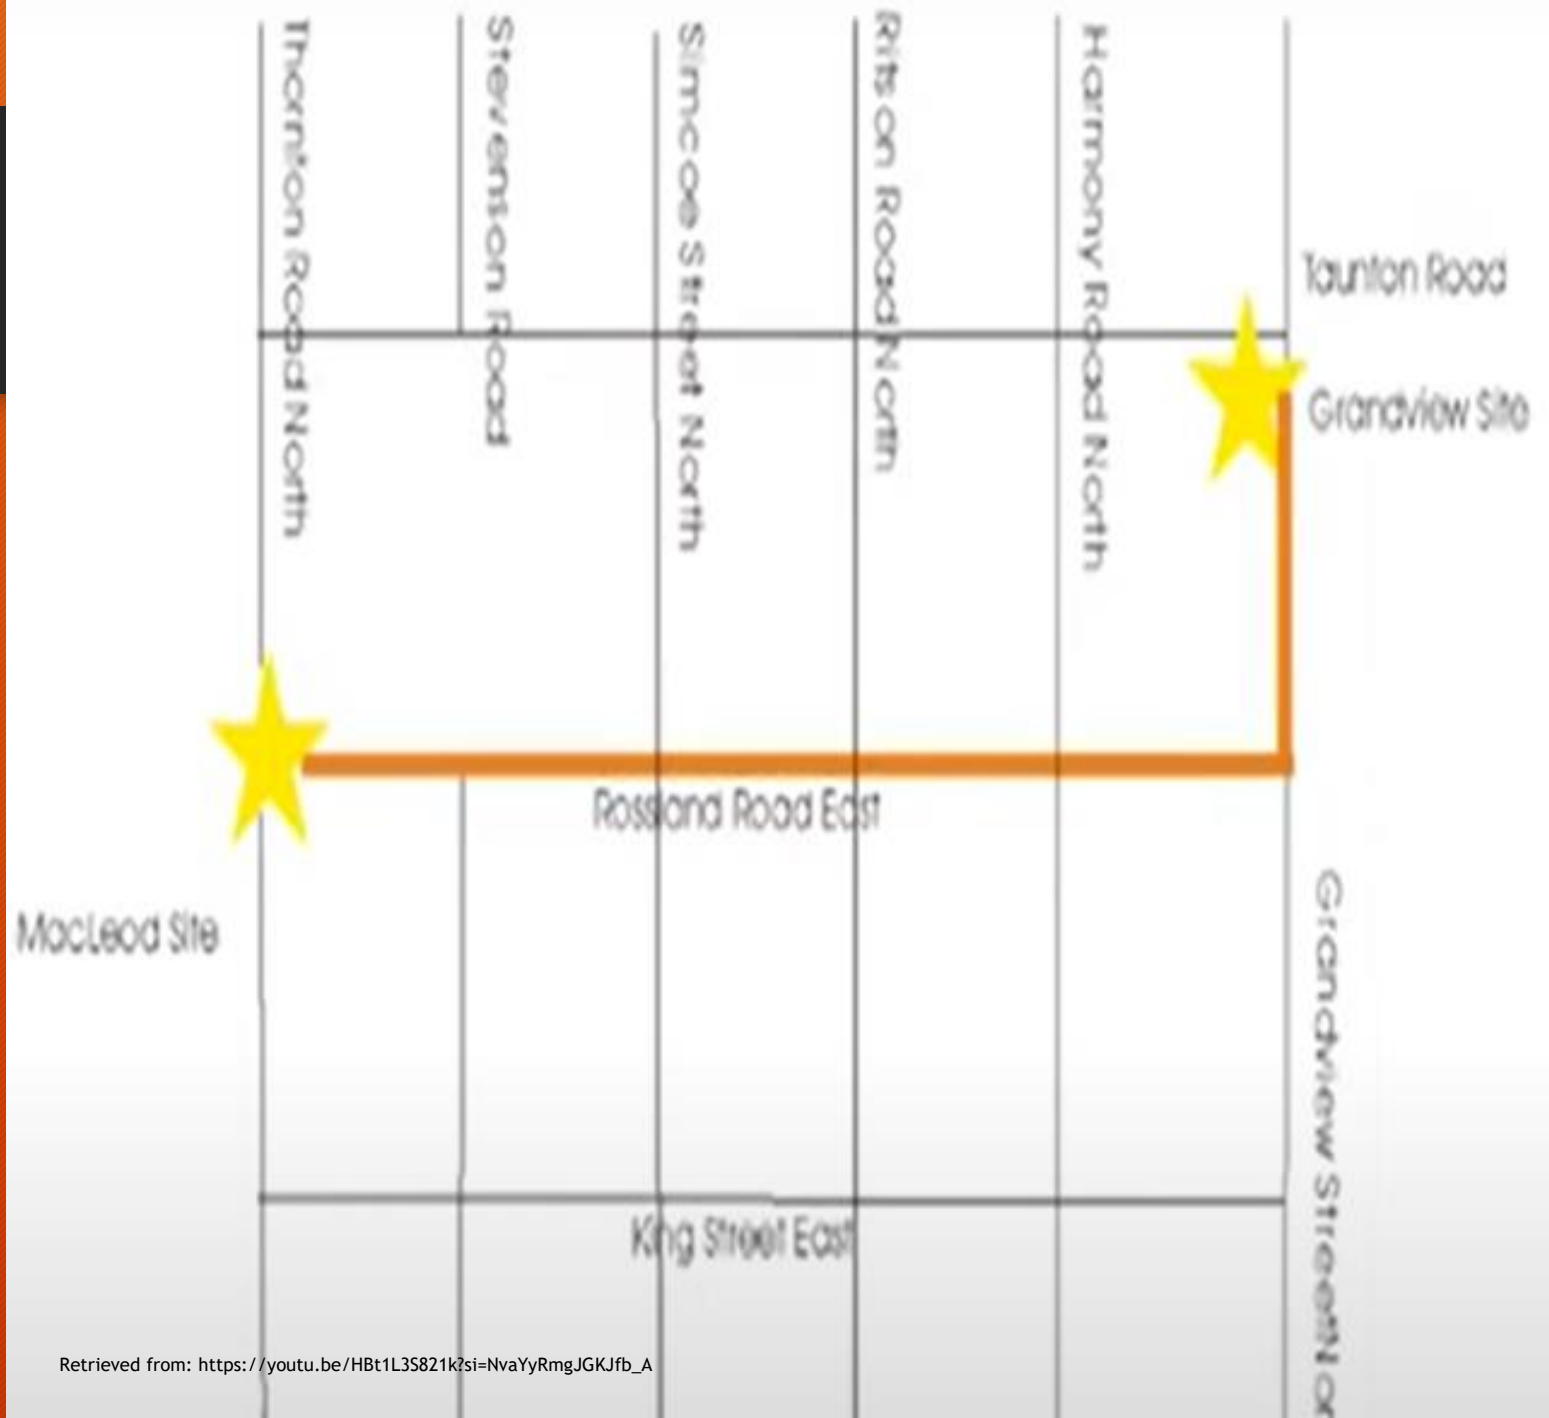 Thornton Road North
Stevenson Road
Simcoe Street North
Ritson Road North
Harmony Road North
Taunton Road
Grandview Site
Rossland Road East
MacLeod Site
Grandview Street Nor
King Street East
Retrieved from: https://youtu.be/HBt1L3S821k?si=NvaYyRmgJGKJfb_A